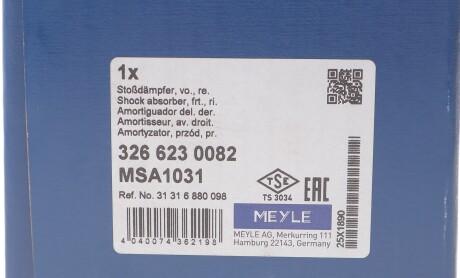 1x
Stoßdämpfer, vo., re.
Shock absorber, frt., ri.
Amortiguador del. der.
Amortisseur, av. droit.
Amortyzator, przód, pr.
326 623 0082
MSA1031
Ref. No. 31 31 6 880 098
4 040074 362198
TSE
TS 3034
EAC
MEYLE
MEYLE AG, Merkurring 111
Hamburg 22143, Germany
25X1890